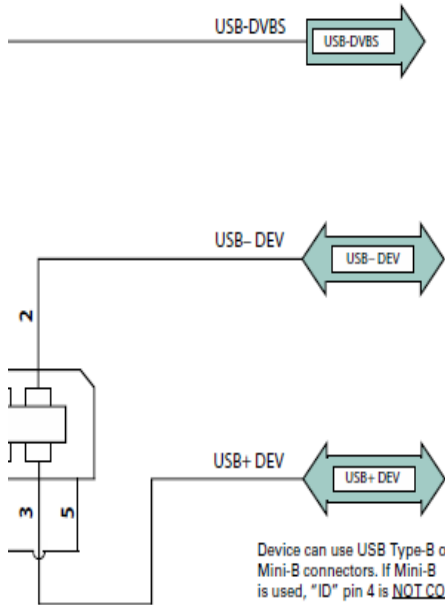 USB-DVBS
USB-DVBS
USB– DEV
USB– DEV
2
USB+ DEV
USB+ DEV
3
5
Device can use USB Type-B o
Mini-B connectors. If Mini-B
is used, "ID" pin 4 is NOT CO